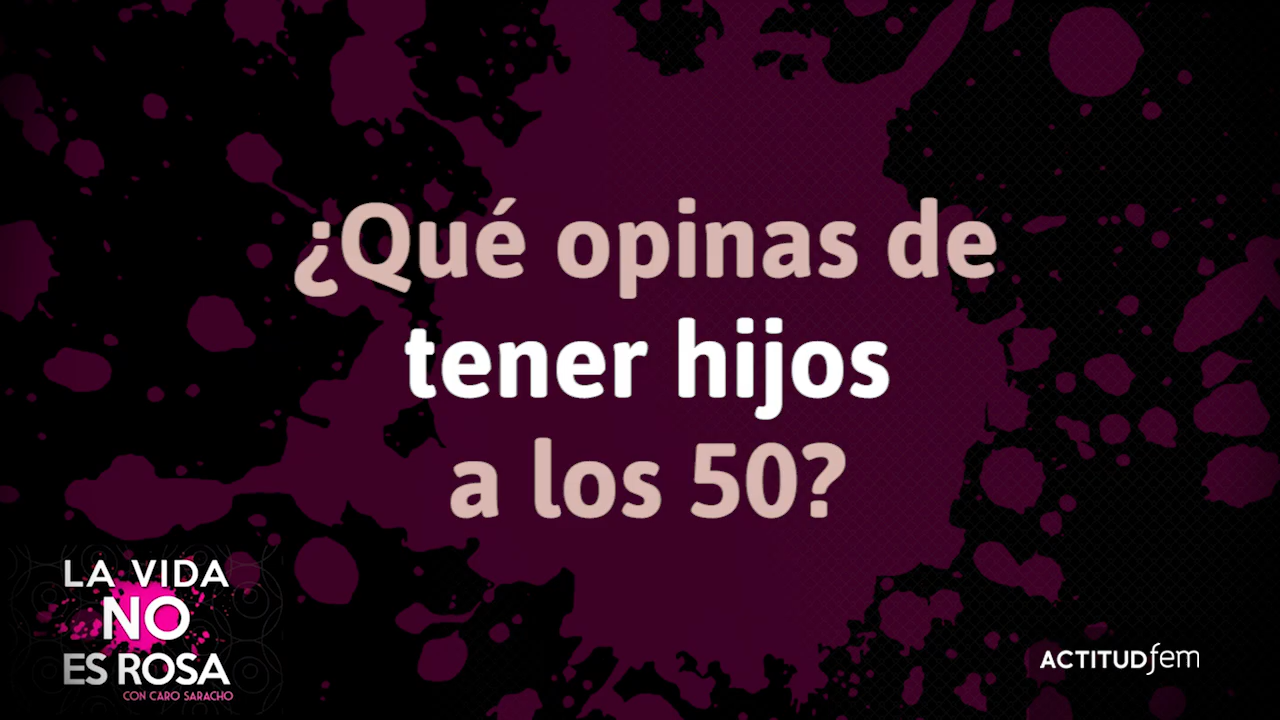 ¿Qué opinas de
tener hijos
a los 50?
LA VIDA
NO
ES ROSA
CON CARO SARACHO
ACTITUDfem